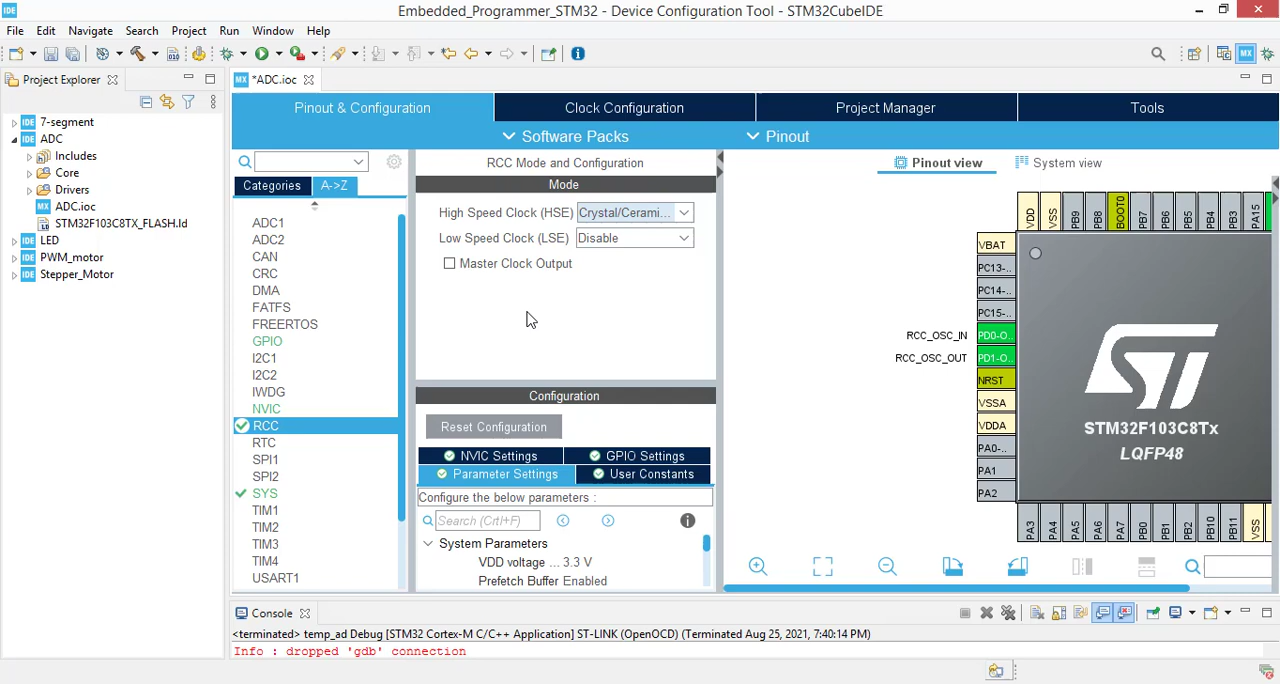 IDE
Embedded_Programmer_STM32 - Device Configuration Tool - STM32CubeIDE
File Edit Navigate Search Project Run Window Help
MX
Project Explorer
MX *ADC.ioc
IDE 7-segment
IDE ADC
Includes
Core
Drivers
MX ADC.ioc
STM32F103C8TX_FLASH.ld
IDE LED
IDE PWM_motor
IDE Stepper_Motor
Pinout & Configuration
Clock Configuration
Project Manager
Tools
Software Packs
Pinout
Categories
A->Z
ADC1
ADC2
CAN
CRC
DMA
FATFS
FREERTOS
GPIO
I2C1
I2C2
IWDG
NVIC
RCC
RTC
SPI1
SPI2
SYS
TIM1
TIM2
TIM3
TIM4
USART1
RCC Mode and Configuration
Mode
High Speed Clock (HSE) Crystal/Cerami...
Low Speed Clock (LSE) Disable
Master Clock Output
Configuration
Reset Configuration
NVIC Settings
GPIO Settings
Parameter Settings
User Constants
Configure the below parameters :
Search (Crtl+F)
System Parameters
VDD voltage ... 3.3 V
Prefetch Buffer Enabled
Pinout view
System view
VDD VSS PB9 PB8 BOOT0 PB7 PB6 PB5 PB4 PB3 PA15
VBAT
PC13-..
PC14-..
PC15-..
RCC_OSC_IN PD0-O..
RCC_OSC_OUT PD1-O..
NRST
VSSA
VDDA
PA0-..
PA1
PA2
STM32F103C8Tx
LQFP48
PA3 PA4 PA5 PA6 PA7 PB0 PB1 PB2 PB10 PB11 VSS
Console
<terminated> temp_ad Debug [STM32 Cortex-M C/C++ Application] ST-LINK (OpenOCD) (Terminated Aug 25, 2021, 7:40:14 PM)
Info : dropped 'gdb' connection